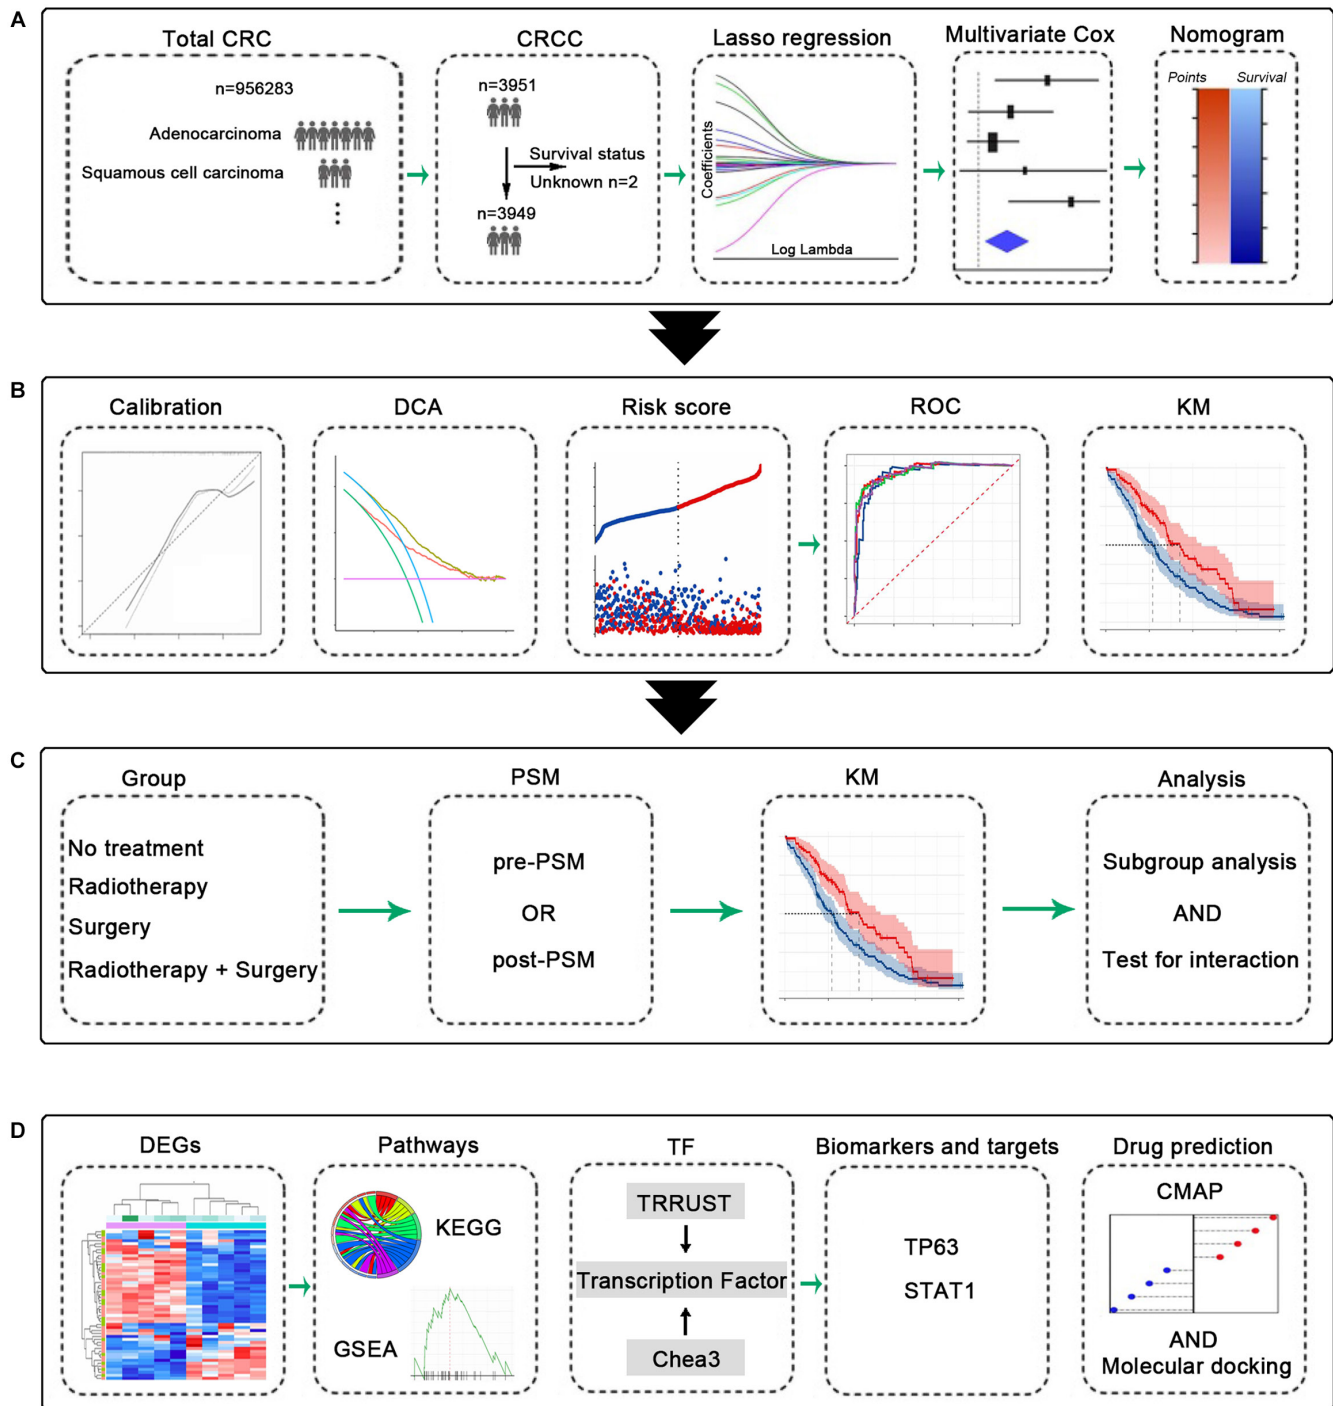 A
Total CRC
CRCC
Lasso regression
Multivariate Cox
Nomogram
n=956283
Adenocarcinoma
Squamous cell carcinoma
n=3951
Survival status
Unknown n=2
n=3949
Coefficients
Log Lambda
Points
Survival
B
Calibration
DCA
Risk score
ROC
KM
C
Group
PSM
KM
Analysis
No treatment
Radiotherapy
Surgery
Radiotherapy + Surgery
pre-PSM
OR
post-PSM
Subgroup analysis
AND
Test for interaction
D
DEGs
Pathways
TF
Biomarkers and targets
Drug prediction
KEGG
GSEA
TRRUST
Transcription Factor
Chea3
TP63
STAT1
CMAP
AND
Molecular docking